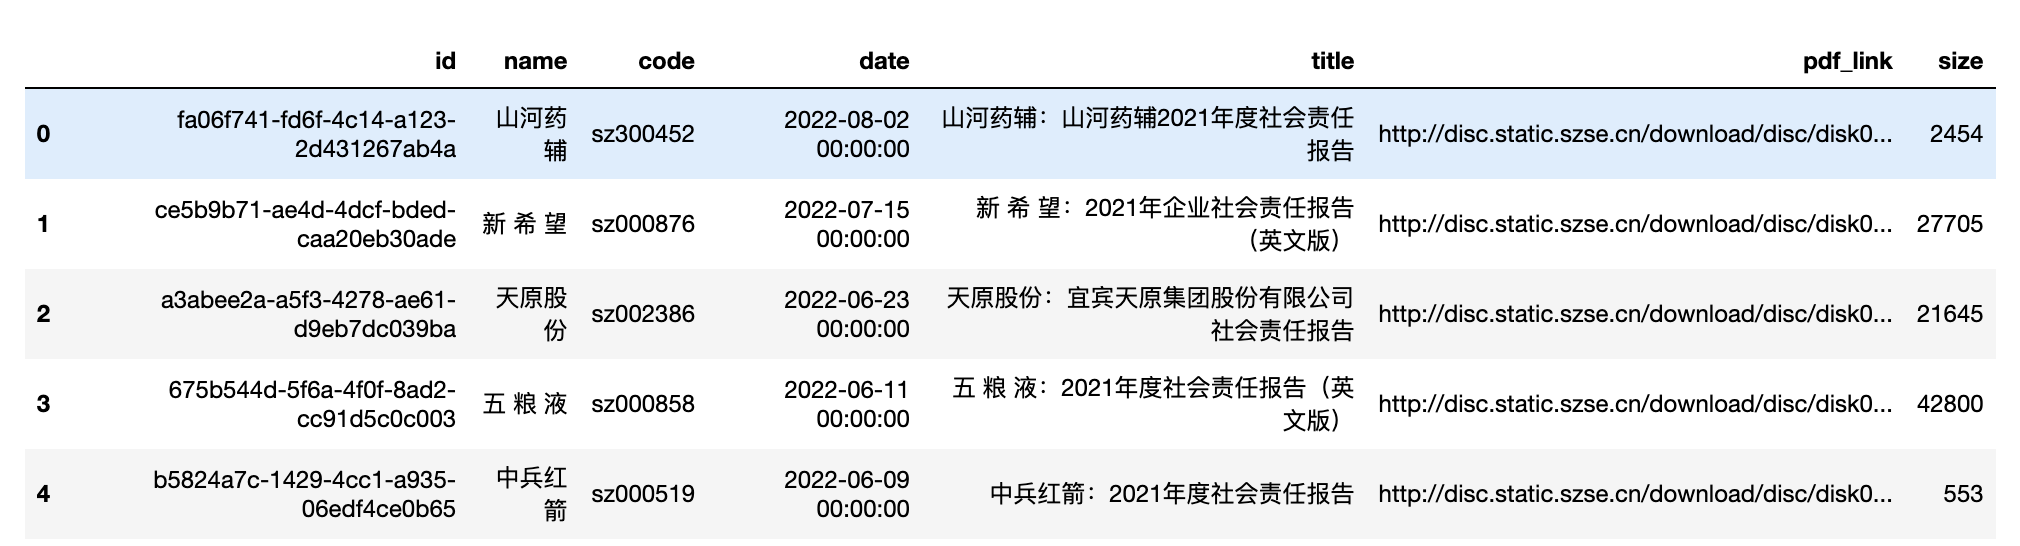 id name code date title pdf_link size
0 fa06f741-fd6f-4c14-a123-2d431267ab4a 山河药辅 sz300452 2022-08-02 00:00:00 山河药辅：山河药辅2021年度社会责任报告 http://disc.static.szse.cn/download/disc/disk0... 2454
1 ce5b9b71-ae4d-4dcf-bded-caa20eb30ade 新 希 望 sz000876 2022-07-15 00:00:00 新 希 望：2021年企业社会责任报告（英文版） http://disc.static.szse.cn/download/disc/disk0... 27705
2 a3abee2a-a5f3-4278-ae61-d9eb7dc039ba 天原股份 sz002386 2022-06-23 00:00:00 天原股份：宜宾天原集团股份有限公司社会责任报告 http://disc.static.szse.cn/download/disc/disk0... 21645
3 675b544d-5f6a-4f0f-8ad2-cc91d5c0c003 五 粮 液 sz000858 2022-06-11 00:00:00 五 粮 液：2021年度社会责任报告（英文版） http://disc.static.szse.cn/download/disc/disk0... 42800
4 b5824a7c-1429-4cc1-a935-06edf4ce0b65 中兵红箭 sz000519 2022-06-09 00:00:00 中兵红箭：2021年度社会责任报告 http://disc.static.szse.cn/download/disc/disk0... 553